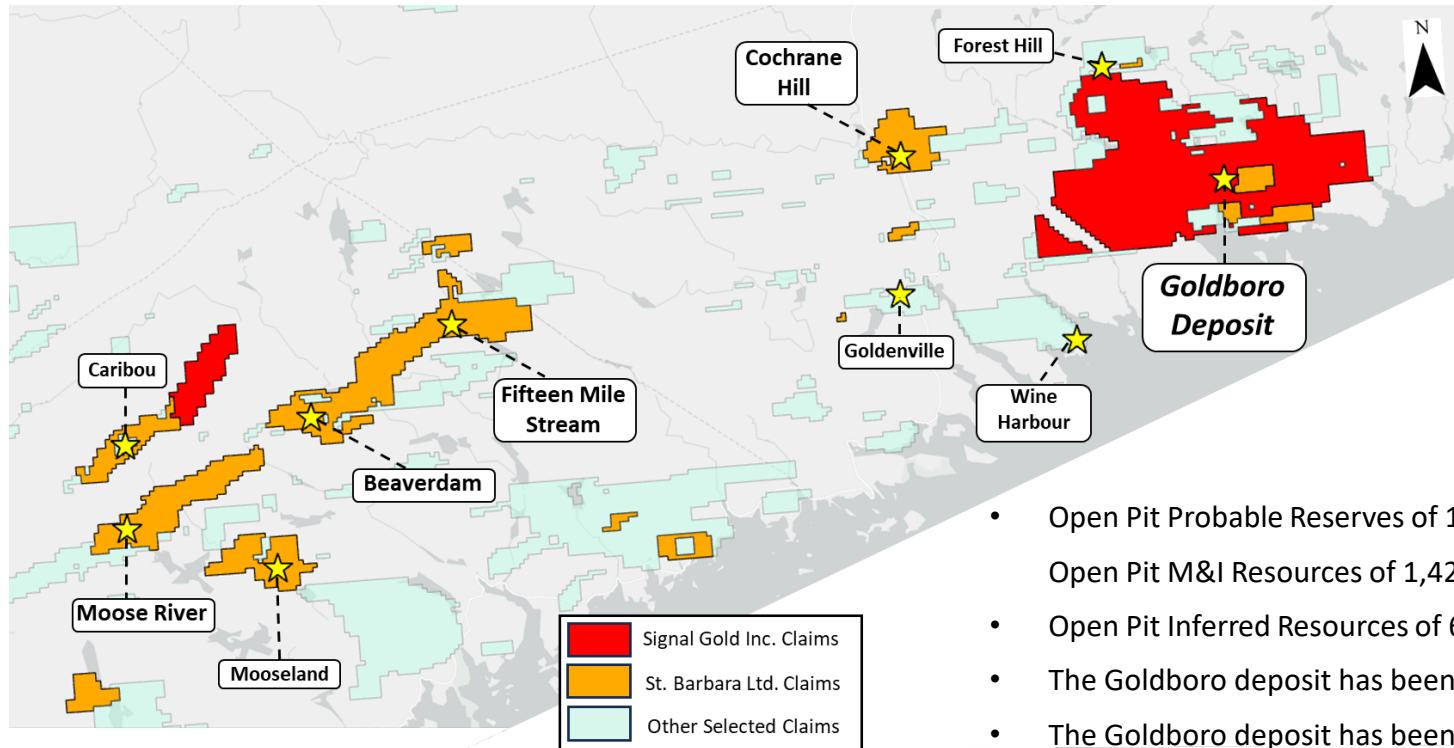 N
Forest Hill
Cochrane
Hill
Goldboro
Deposit
Caribou
Goldenville
Fifteen Mile
Stream
Wine
Harbour
Beaverdam
Moose River
Mooseland
Signal Gold Inc. Claims
St. Barbara Ltd. Claims
Other Selected Claims
• Open Pit Probable Reserves of 1
Open Pit M&I Resources of 1,42
• Open Pit Inferred Resources of
• The Goldboro deposit has been
• The Goldboro deposit has been